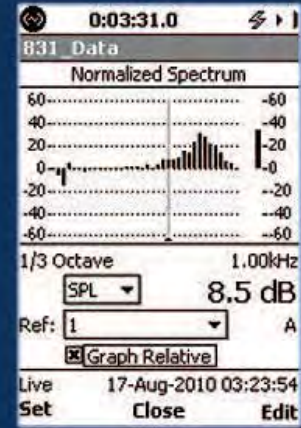 0:03:31.0
831_Data
Normalized Spectrum
60 -60
40 -40
20 -20
0 -0
-20 --20
-40 --40
-60 --60
1/3 Octave 1.00kHz
SPL 8.5 dB
Ref: 1 A
Graph Relative
Live 17-Aug-2010 03:23:54
Set Close Edit